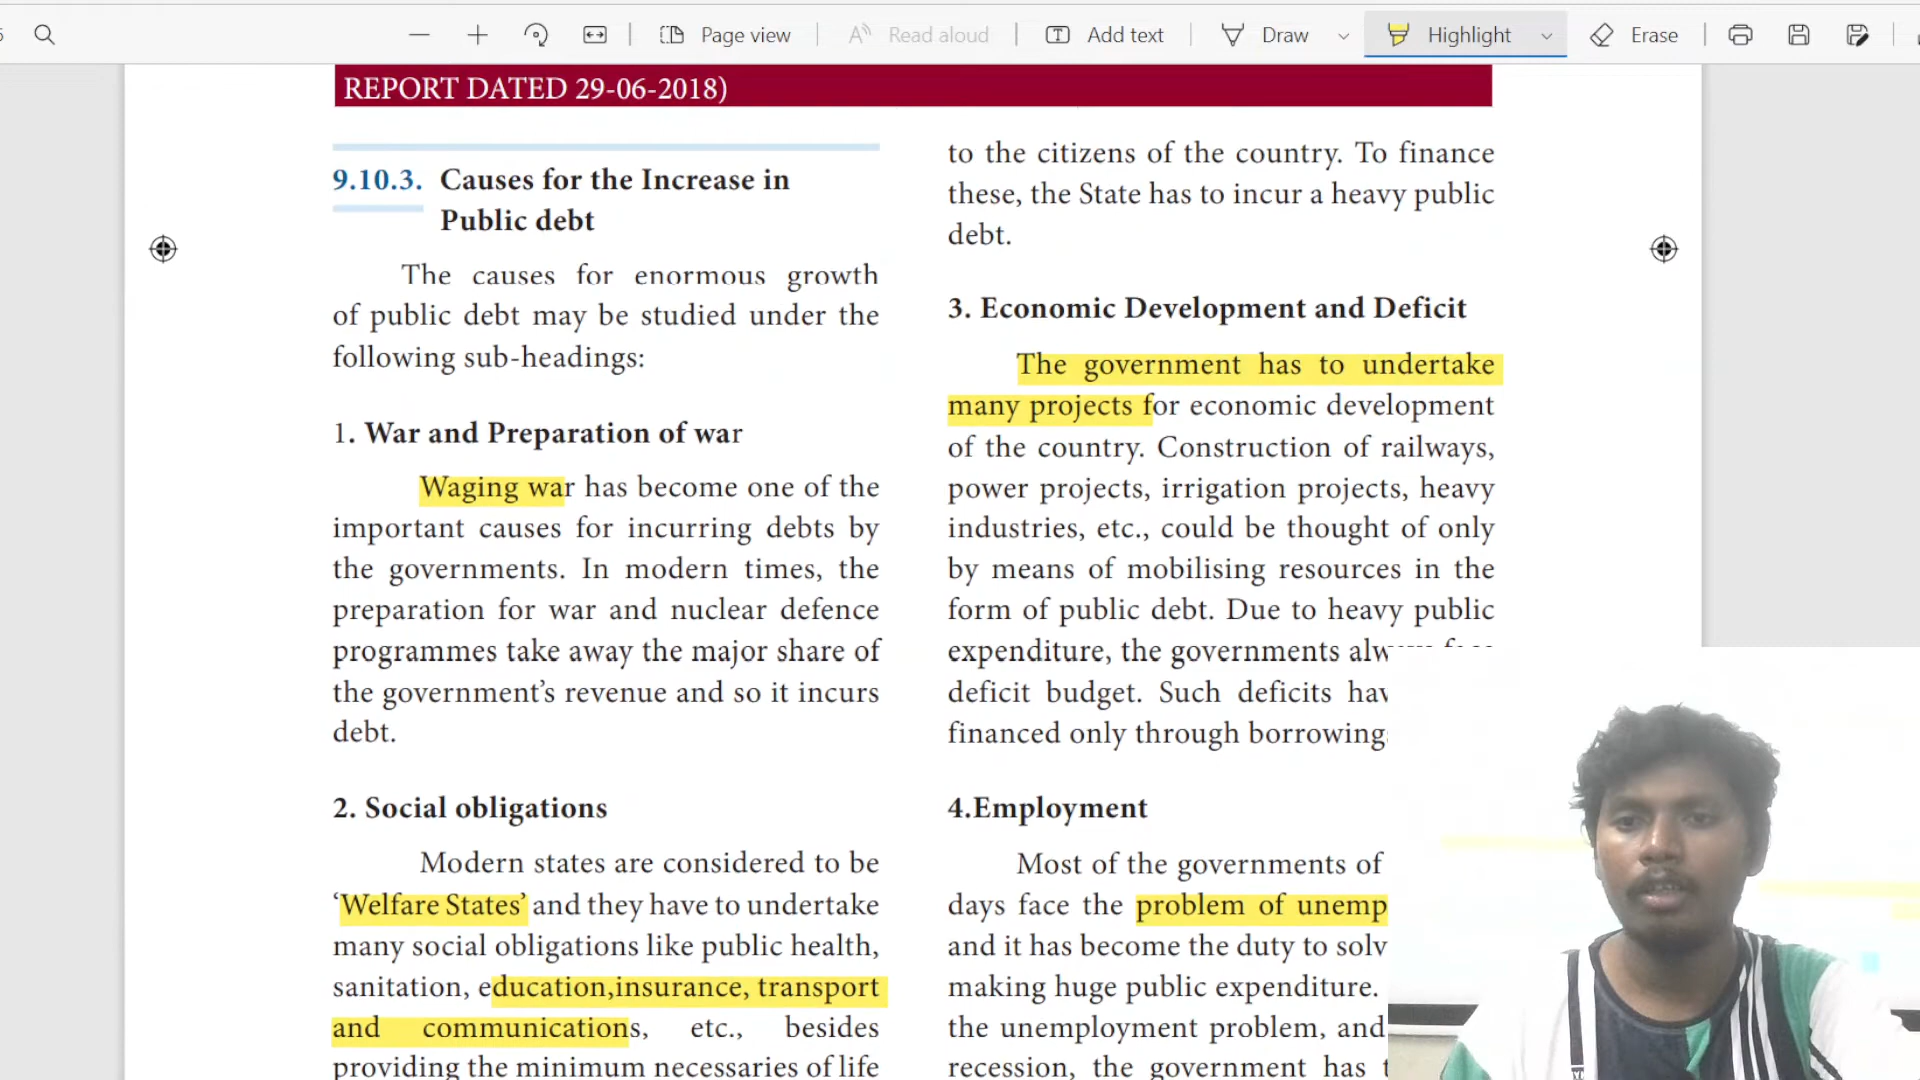 Page view
Read aloud
Add text
Draw
Highlight
Erase
REPORT DATED 29-06-2018)
9.10.3. Causes for the Increase in
Public debt
The causes for enormous growth
of public debt may be studied under the
following sub-headings:
1. War and Preparation of war
Waging war has become one of the
important causes for incurring debts by
the governments. In modern times, the
preparation for war and nuclear defence
programmes take away the major share of
the government's revenue and so it incurs
debt.
2. Social obligations
Modern states are considered to be
‘Welfare States’ and they have to undertake
many social obligations like public health,
sanitation, education,insurance, transport
and communications, etc., besides
providing the minimum necessaries of life
to the citizens of the country. To finance
these, the State has to incur a heavy public
debt.
3. Economic Development and Deficit
The government has to undertake
many projects for economic development
of the country. Construction of railways,
power projects, irrigation projects, heavy
industries, etc., could be thought of only
by means of mobilising resources in the
form of public debt. Due to heavy public
expenditure, the governments
deficit budget. Such deficits
financed only through
4.Employment
Most of the governments of
days face the problem of
and it has become the duty to
making huge public expenditure.
the unemployment problem, and
recession, the government has